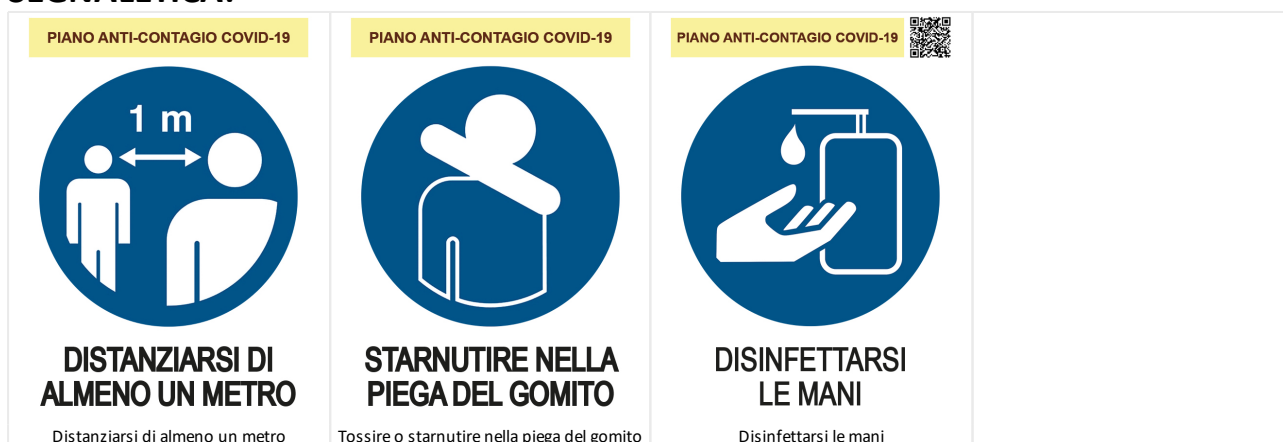 SEGNALETICA:
PIANO ANTI-CONTAGIO COVID-19
1 m
DISTANZIARSI DI
ALMENO UN METRO
Distanziarsi di almeno un metro
PIANO ANTI-CONTAGIO COVID-19
STARNUTIRE NELLA
PIEGA DEL GOMITO
Tossire o starnutire nella piega del gomito
PIANO ANTI-CONTAGIO COVID-19
DISINFETTARSI
LE MANI
Disinfettarsi le mani